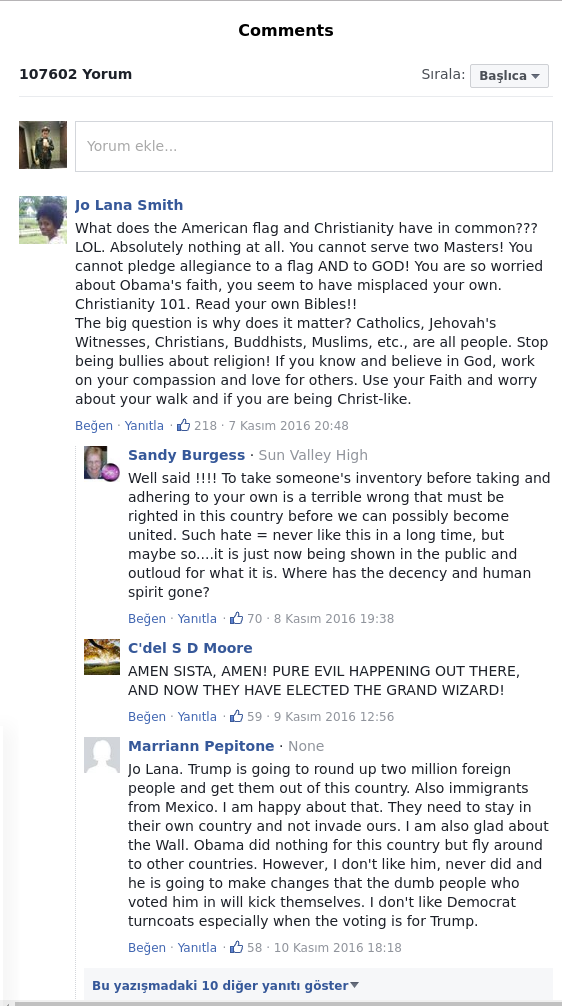 Comments
107602 Yorum
Sırala: Başlıca
Yorum ekle...
Jo Lana Smith
What does the American flag and Christianity have in common???
LOL. Absolutely nothing at all. You cannot serve two Masters! You
cannot pledge allegiance to a flag AND to GOD! You are so worried
about Obama's faith, you seem to have misplaced your own.
Christianity 101. Read your own Bibles!!
The big question is why does it matter? Catholics, Jehovah's
Witnesses, Christians, Buddhists, Muslims, etc., are all people. Stop
being bullies about religion! If you know and believe in God, work
on your compassion and love for others. Use your Faith and worry
about your walk and if you are being Christ-like.
Beğen · Yanıtla · 218 · 7 Kasım 2016 20:48
Sandy Burgess · Sun Valley High
Well said !!!! To take someone's inventory before taking and
adhering to your own is a terrible wrong that must be
righted in this country before we can possibly become
united. Such hate = never like this in a long time, but
maybe so....it is just now being shown in the public and
outloud for what it is. Where has the decency and human
spirit gone?
Beğen · Yanıtla · 70 · 8 Kasım 2016 19:38
C'del S D Moore
AMEN SISTA, AMEN! PURE EVIL HAPPENING OUT THERE,
AND NOW THEY HAVE ELECTED THE GRAND WIZARD!
Beğen · Yanıtla · 59 · 9 Kasım 2016 12:56
Marriann Pepitone · None
Jo Lana. Trump is going to round up two million foreign
people and get them out of this country. Also immigrants
from Mexico. I am happy about that. They need to stay in
their own country and not invade ours. I am also glad about
the Wall. Obama did nothing for this country but fly around
to other countries. However, I don't like him, never did and
he is going to make changes that the dumb people who
voted him in will kick themselves. I don't like Democrat
turncoats especially when the voting is for Trump.
Beğen · Yanıtla · 58 · 10 Kasım 2016 18:18
Bu yazışmadaki 10 diğer yanıtı göster